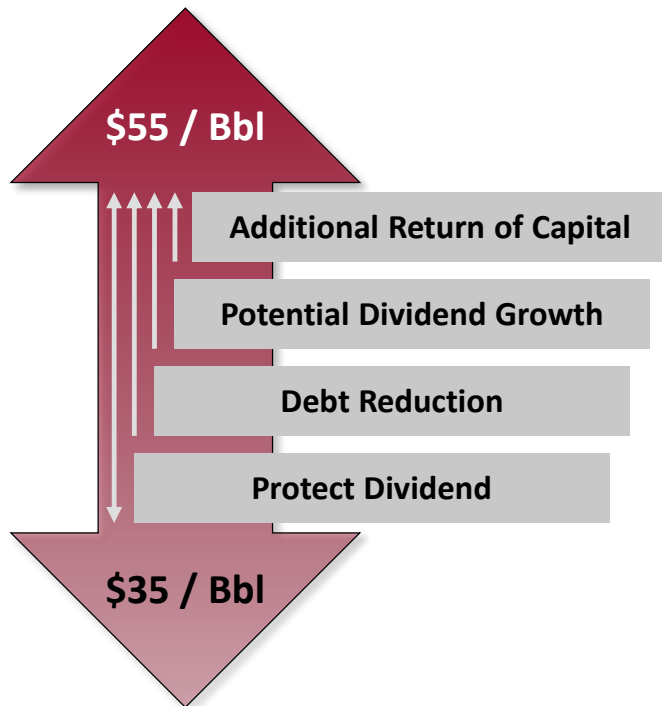 $55 / Bbl
Additional Return of Capital
Potential Dividend Growth
Debt Reduction
Protect Dividend
$35 / Bbl